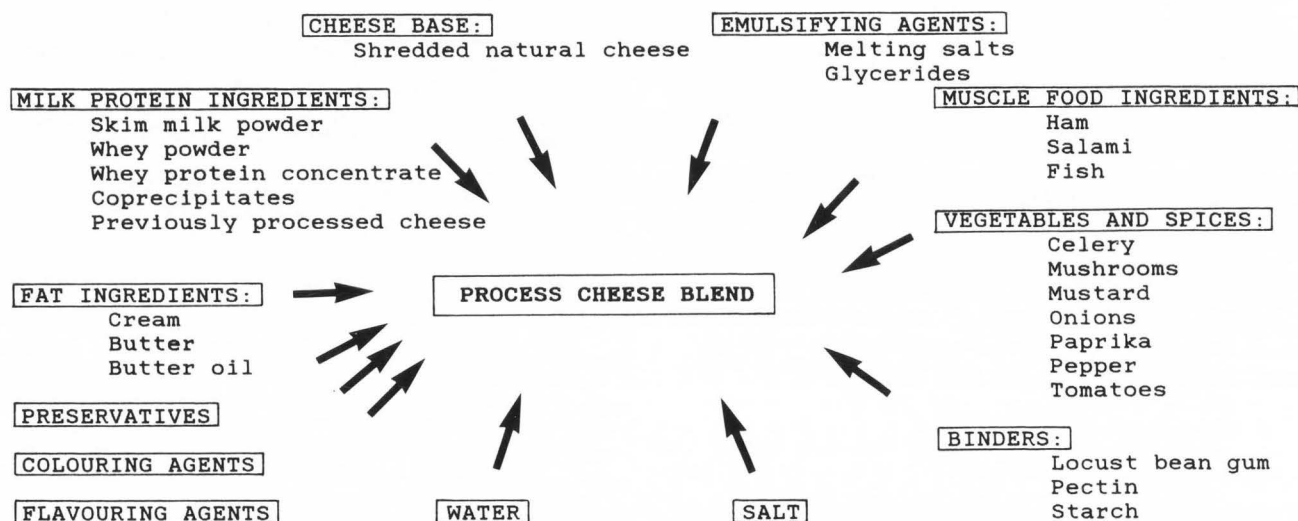 CHEESE BASE:
Shredded natural cheese
EMULSIFYING AGENTS:
Melting salts
Glycerides
MILK PROTEIN INGREDIENTS:
Skim milk powder
Whey powder
Whey protein concentrate
Coprecipitates
Previously processed cheese
MUSCLE FOOD INGREDIENTS:
Ham
Salami
Fish
VEGETABLES AND SPICES:
Celery
Mushrooms
Mustard
Onions
Paprika
Pepper
Tomatoes
FAT INGREDIENTS:
Cream
Butter
Butter oil
PROCESS CHEESE BLEND
PRESERVATIVES
COLOURING AGENTS
FLAVOURING AGENTS
WATER
SALT
BINDERS:
Locust bean gum
Pectin
Starch